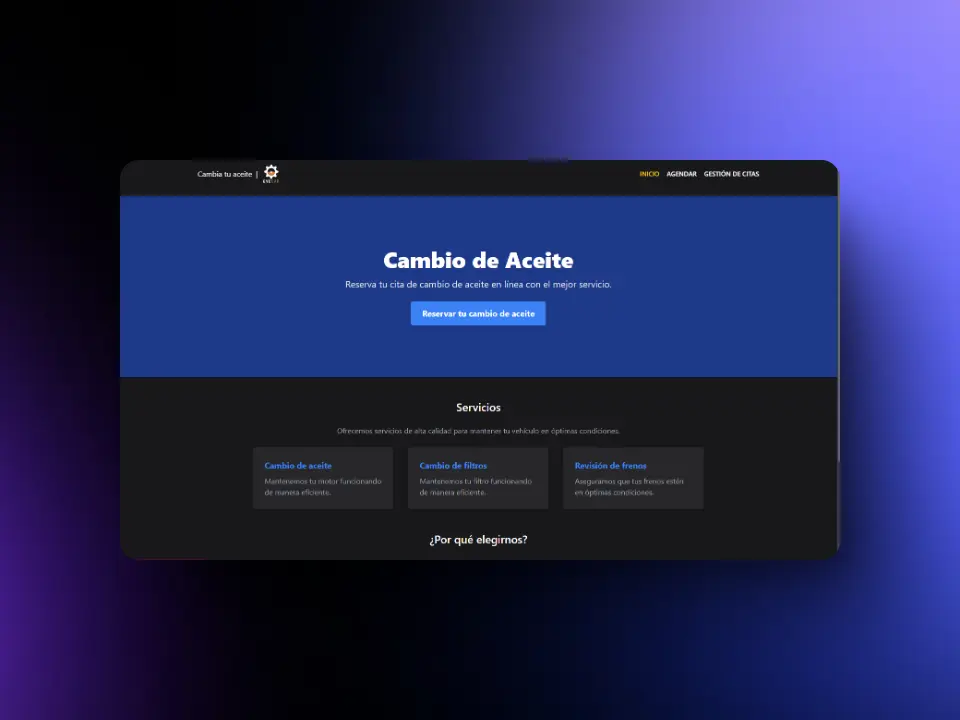 Cambia tu aceite |
INICIO AGENDAR GESTIÓN DE CITAS
Cambio de Aceite
Reserva tu cita de cambio de aceite en línea con el mejor servicio.
Reservar tu cambio de aceite
Servicios
Ofrecemos servicios de alta calidad para mantener tu vehículo en óptimas condiciones.
Cambio de aceite
Mantenemos tu motor funcionando
de manera eficiente.
Cambio de filtros
Mantenemos tu filtro funcionando
de manera eficiente.
Revisión de frenos
Aseguramos que tus frenos estén
en óptimas condiciones.
¿Por qué elegirnos?